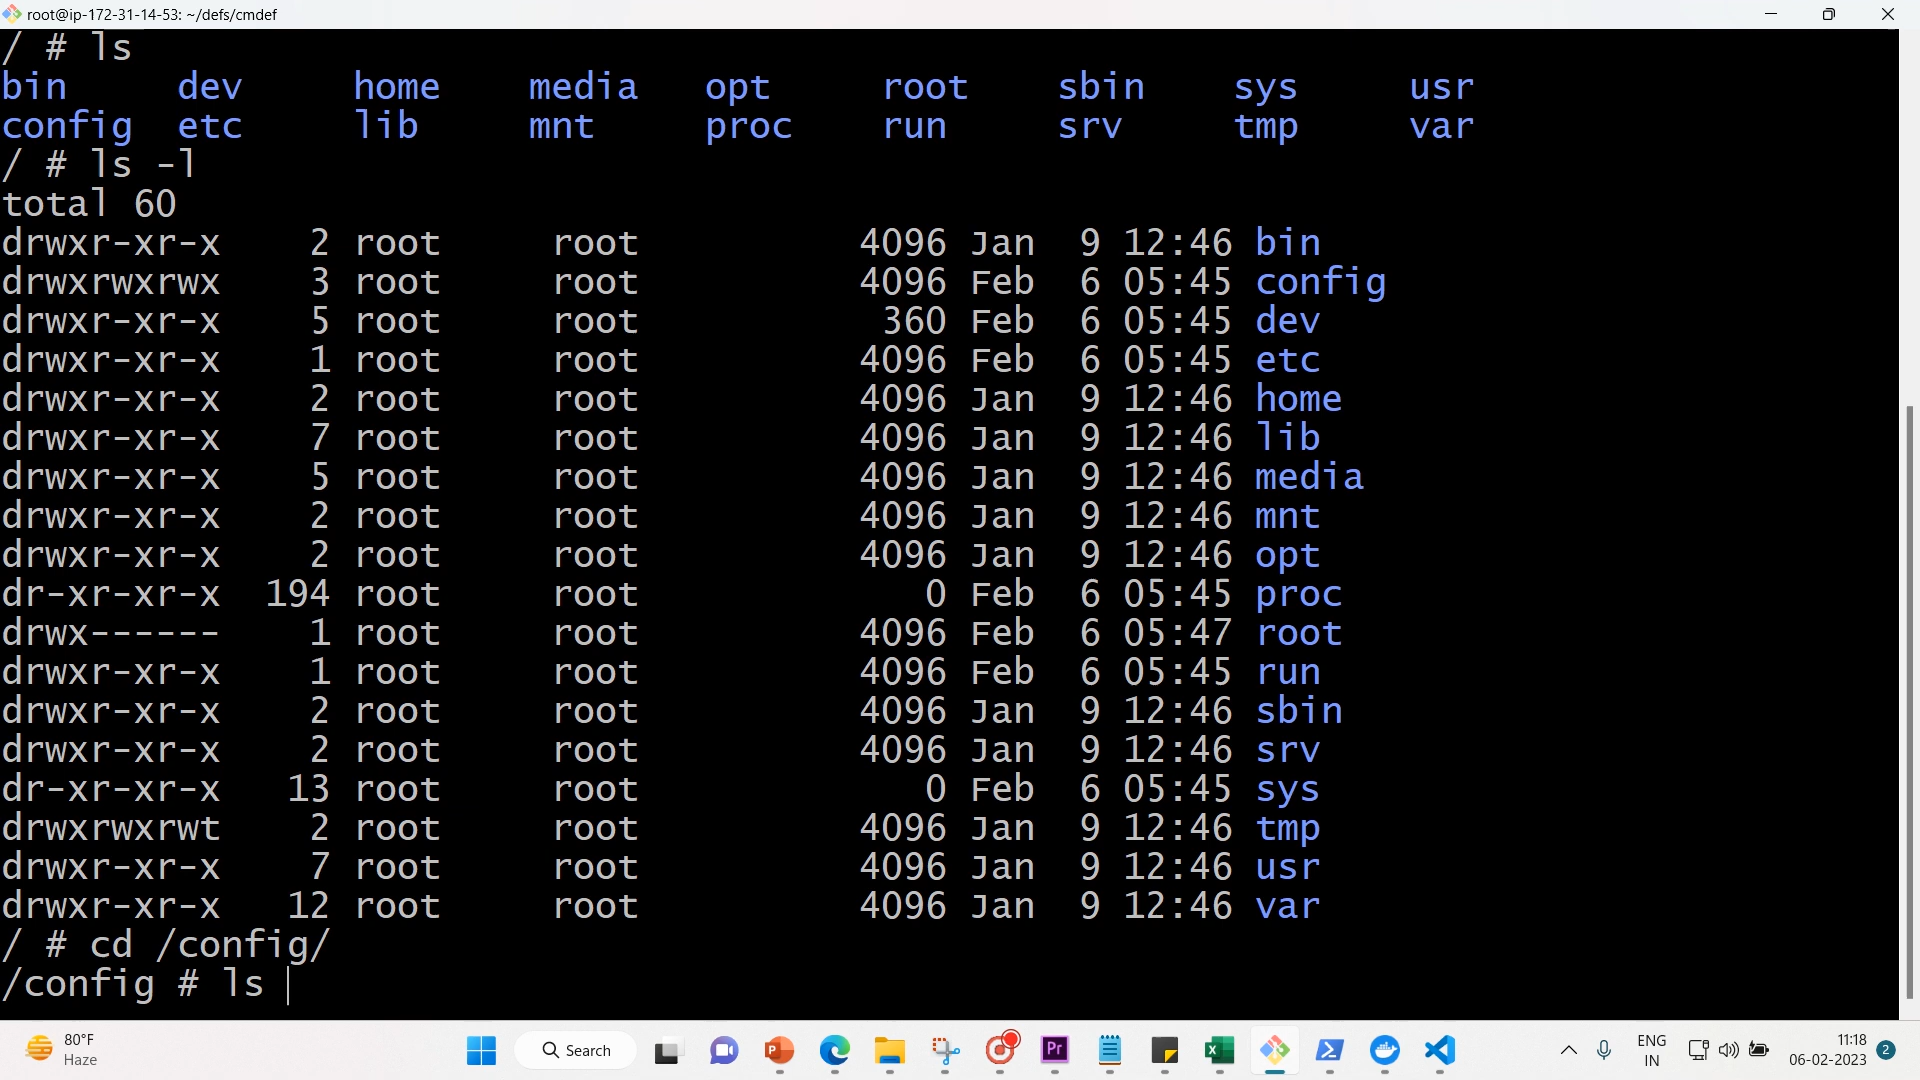 root@ip-172-31-14-53: ~/defs/cmdef
/ # ls
bin dev home media opt root sbin sys usr
config etc lib mnt proc run srv tmp var
/ # ls -l
total 60
drwxr-xr-x 2 root root 4096 Jan 9 12:46 bin
drwxrwxrwx 3 root root 4096 Feb 6 05:45 config
drwxr-xr-x 5 root root 360 Feb 6 05:45 dev
drwxr-xr-x 1 root root 4096 Feb 6 05:45 etc
drwxr-xr-x 2 root root 4096 Jan 9 12:46 home
drwxr-xr-x 7 root root 4096 Jan 9 12:46 lib
drwxr-xr-x 5 root root 4096 Jan 9 12:46 media
drwxr-xr-x 2 root root 4096 Jan 9 12:46 mnt
drwxr-xr-x 2 root root 4096 Jan 9 12:46 opt
dr-xr-xr-x 194 root root 0 Feb 6 05:45 proc
drwx------ 1 root root 4096 Feb 6 05:47 root
drwxr-xr-x 1 root root 4096 Feb 6 05:45 run
drwxr-xr-x 2 root root 4096 Jan 9 12:46 sbin
drwxr-xr-x 2 root root 4096 Jan 9 12:46 srv
dr-xr-xr-x 13 root root 0 Feb 6 05:45 sys
drwxrwxrwt 2 root root 4096 Jan 9 12:46 tmp
drwxr-xr-x 7 root root 4096 Jan 9 12:46 usr
drwxr-xr-x 12 root root 4096 Jan 9 12:46 var
/ # cd /config/
/config # ls
80°F
Haze
Search
P
Pr
X
ENG
IN
11:18
06-02-2023
2